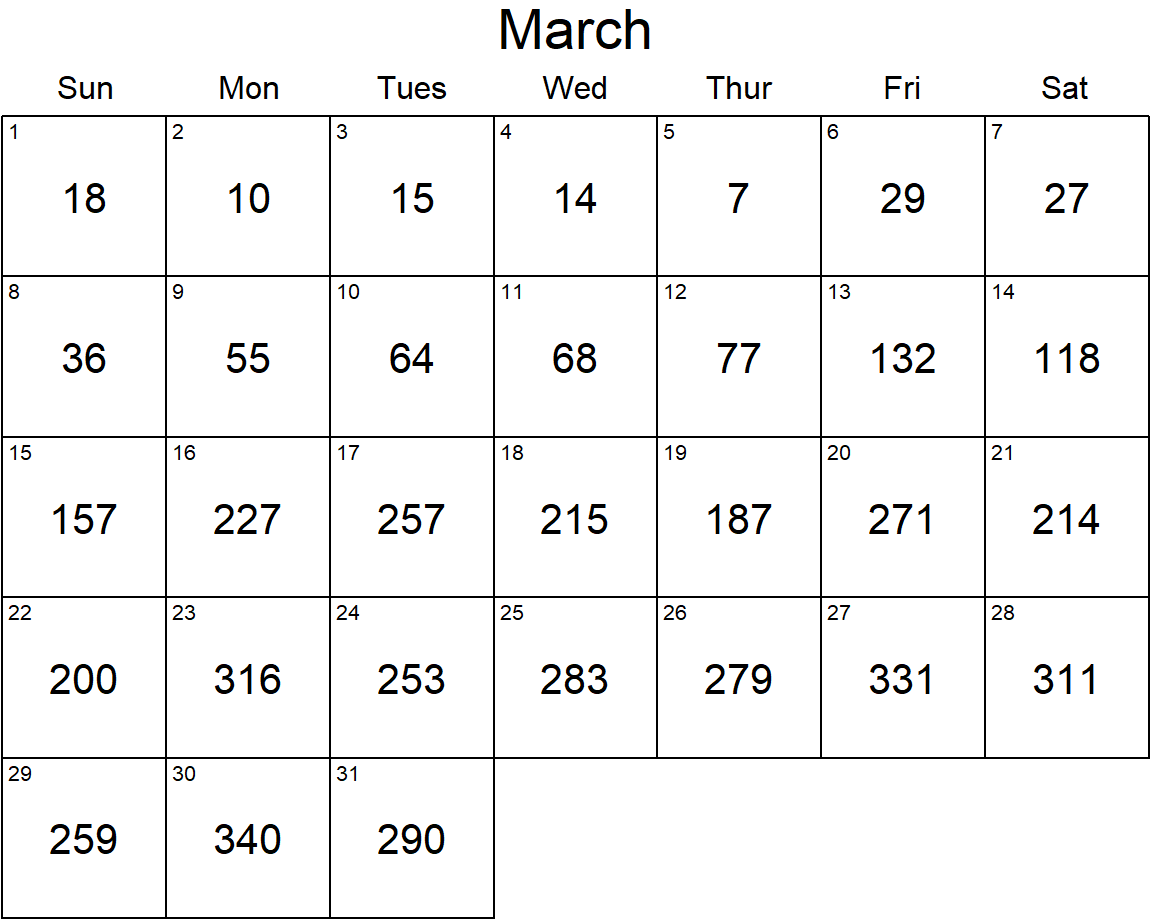 March
Sun Mon Tues Wed Thur Fri Sat
1 2 3 4 5 6 7
18 10 15 14 7 29 27
8 9 10 11 12 13 14
36 55 64 68 77 132 118
15 16 17 18 19 20 21
157 227 257 215 187 271 214
22 23 24 25 26 27 28
200 316 253 283 279 331 311
29 30 31
259 340 290